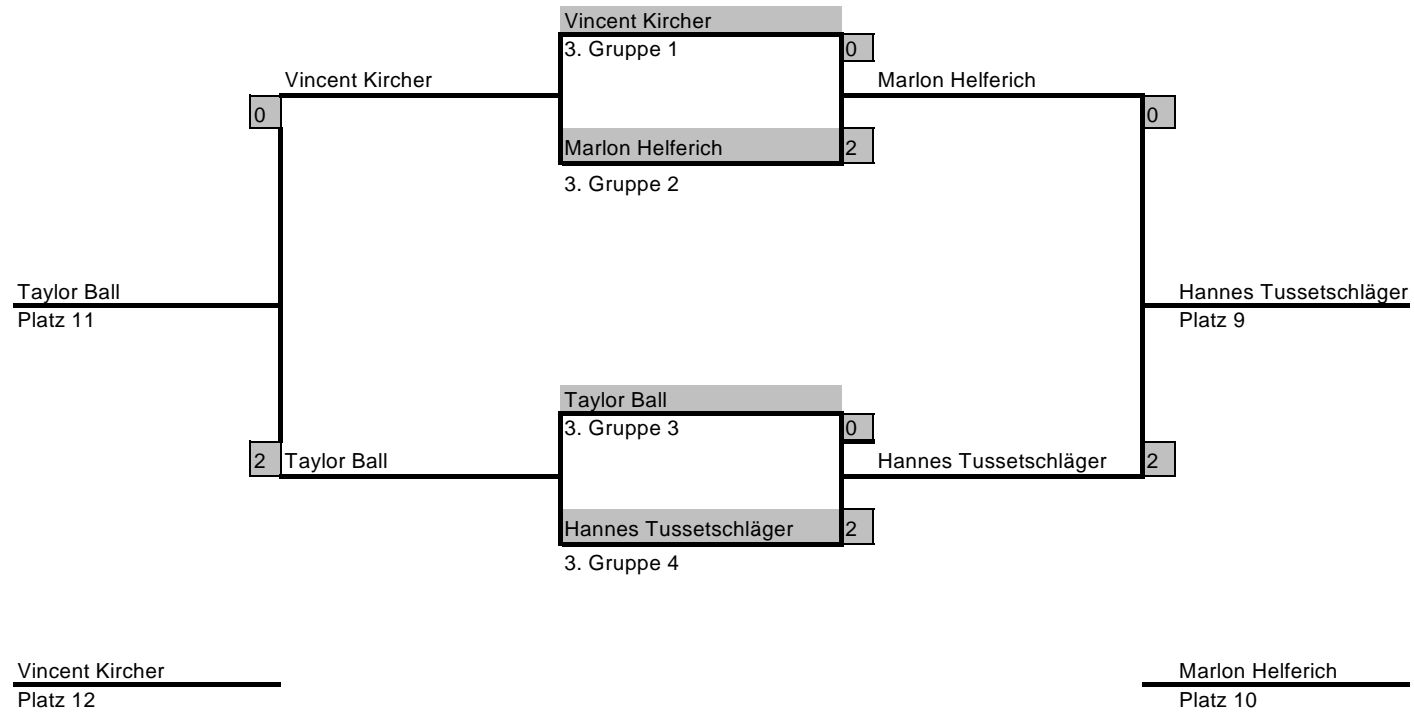 Vincent Kircher
3. Gruppe 1
0
Vincent Kircher
Marlon Helferich
0
0
Marlon Helferich
2
3. Gruppe 2
Taylor Ball
Platz 11
Hannes Tussetschläger
Platz 9
Taylor Ball
3. Gruppe 3
0
2
Taylor Ball
Hannes Tussetschläger
2
Hannes Tussetschläger
2
3. Gruppe 4
Vincent Kircher
Platz 12
Marlon Helferich
Platz 10